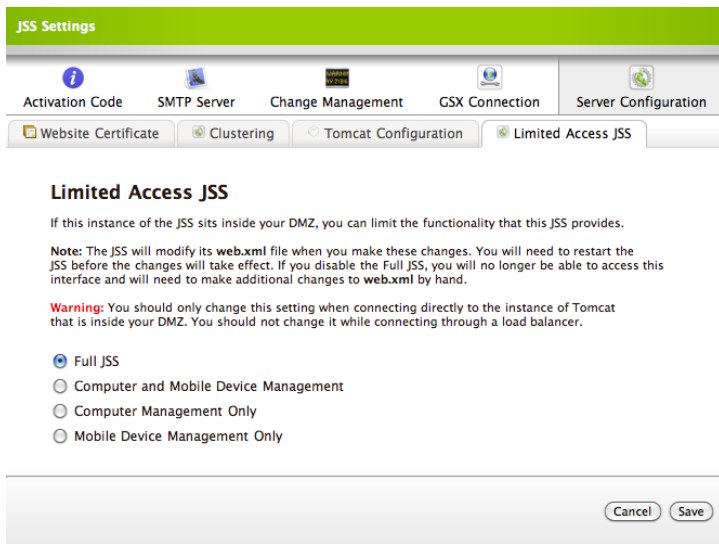 JSS Settings
Activation Code SMTP Server Change Management GSX Connection Server Configuration
Website Certificate Clustering Tomcat Configuration Limited Access JSS
Limited Access JSS
If this instance of the JSS sits inside your DMZ, you can limit the functionality that this JSS provides.
Note: The JSS will modify its web.xml file when you make these changes. You will need to restart the
JSS before the changes will take effect. If you disable the Full JSS, you will no longer be able to access this
interface and will need to make additional changes to web.xml by hand.
Warning: You should only change this setting when connecting directly to the instance of Tomcat
that is inside your DMZ. You should not change it while connecting through a load balancer.
Full JSS
Computer and Mobile Device Management
Computer Management Only
Mobile Device Management Only
Cancel Save